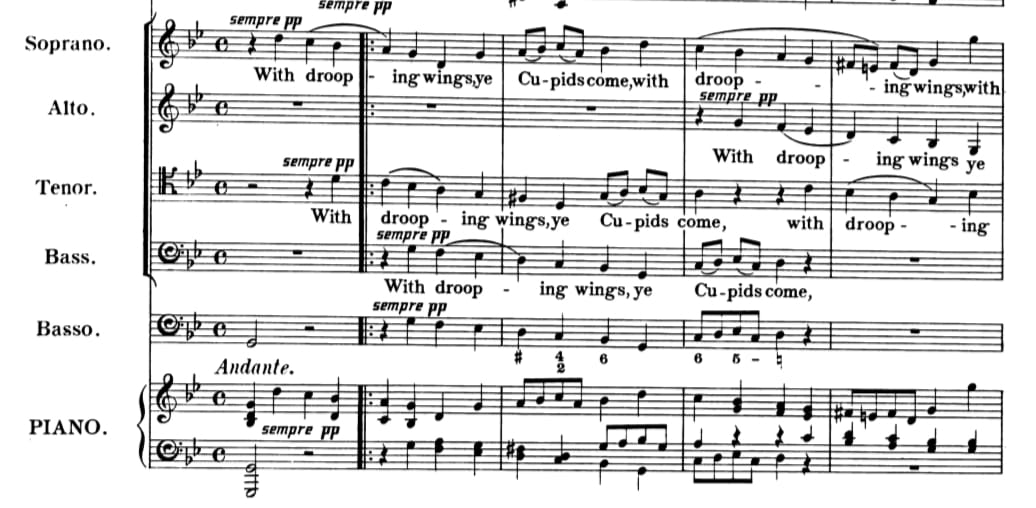 sempre pp
sempre pp
Soprano.
With droop - ing wings, ye Cu-pids come, with droop - - - ing wings, with
sempre pp
Alto.
With droop - ing wings ye
sempre pp
Tenor.
With droop - ing wings, ye Cu-pids come, with droop - - ing
sempre pp
Bass.
With droop - ing wings, ye Cu-pids come,
sempre pp
Basso.
# 4 2 6 6 5 - ♮
Andante.
PIANO.
sempre pp